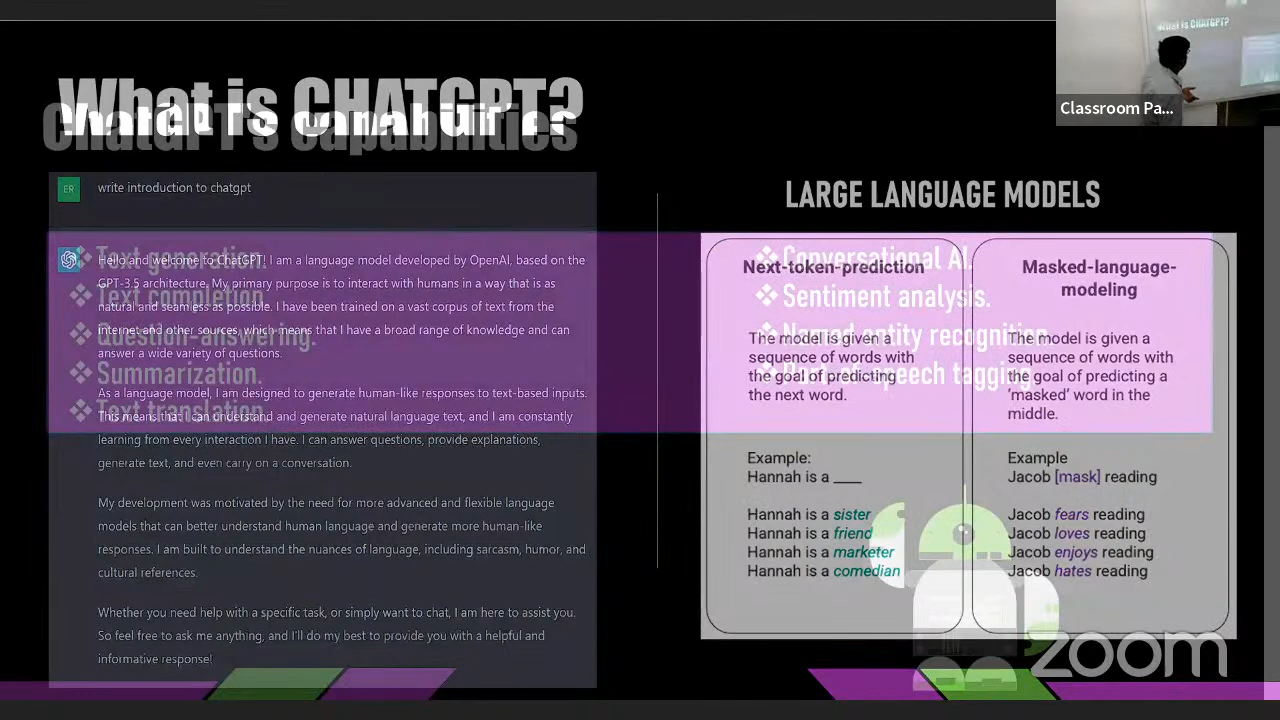 What is CHATGPT?
ChatGPT's capabilities
What is CHATGPT?
Classroom Pa...
ER
write introduction to chatgpt
Hello and welcome to ChatGPT! I am a language model developed by OpenAI, based on the
GPT-3.5 architecture. My primary purpose is to interact with humans in a way that is as
natural and seamless as possible. I have been trained on a vast corpus of text from the
internet and other sources, which means that I have a broad range of knowledge and can
answer a wide variety of questions.
As a language model, I am designed to generate human-like responses to text-based inputs.
This means that I can understand and generate natural language text, and I am constantly
learning from every interaction I have. I can answer questions, provide explanations,
generate text, and even carry on a conversation.
My development was motivated by the need for more advanced and flexible language
models that can better understand human language and generate more human-like
responses. I am built to understand the nuances of language, including sarcasm, humor, and
cultural references.
Whether you need help with a specific task, or simply want to chat, I am here to assist you.
So feel free to ask me anything, and I'll do my best to provide you with a helpful and
informative response!
Text generation.
Text completion.
Question-answering.
Summarization.
Text translation.
LARGE LANGUAGE MODELS
Conversational AI.
Sentiment analysis.
Named entity recognition.
Part-of-speech tagging
Next-token-prediction
The model is given a
sequence of words with
the goal of predicting
the next word.
Example:
Hannah is a ____
Hannah is a sister
Hannah is a friend
Hannah is a marketer
Hannah is a comedian
Masked-language-
modeling
The model is given a
sequence of words with
the goal of predicting a
'masked' word in the
middle.
Example
Jacob [mask] reading
Jacob fears reading
Jacob loves reading
Jacob enjoys reading
Jacob hates reading
zoom